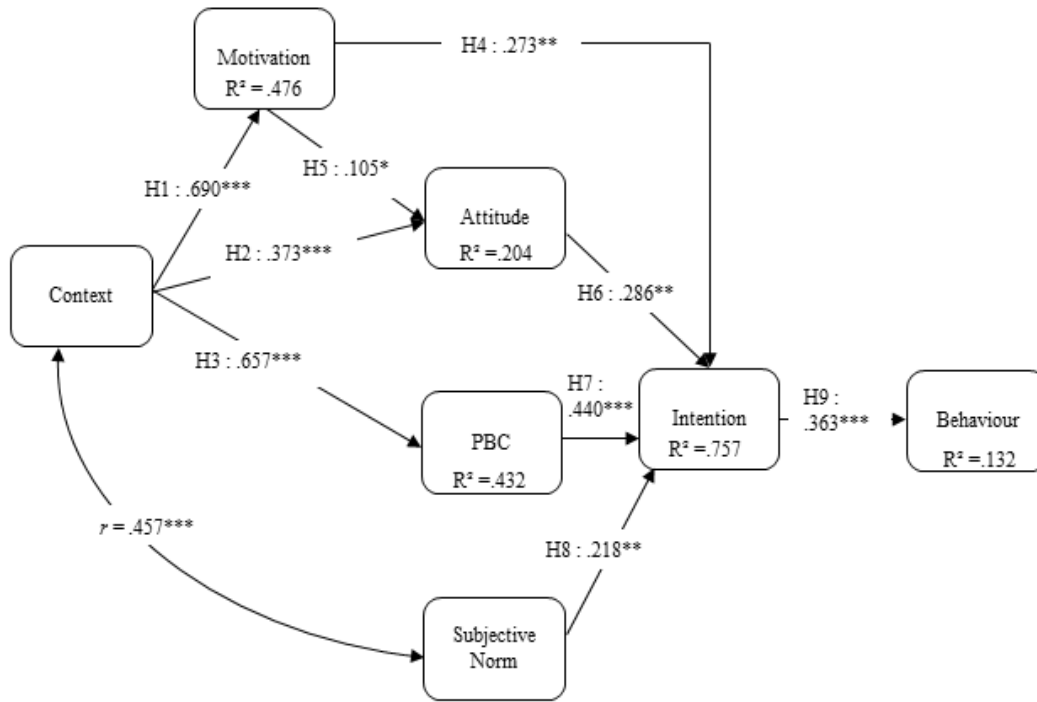 Motivation
R² = .476
H4 : .273**
H5 : .105*
H1 : .690***
Attitude
R² =.204
H2 : .373***
Context
H6 : .286**
H3 : .657***
H7 :
.440***
PBC
R² =.432
Intention
R² =.757
H9 :
.363***
Behaviour
R² =.132
r = .457***
H8 : .218**
Subjective
Norm